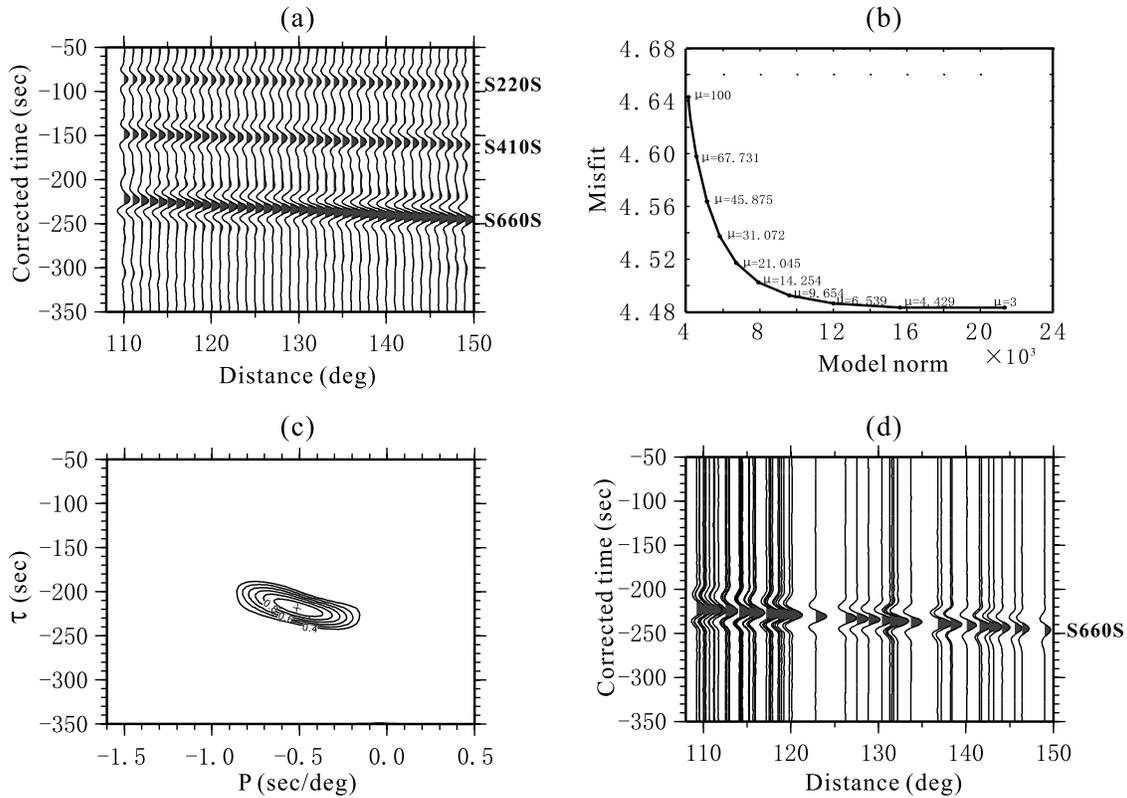 (a)
−50
−100
−150
−200
−250
−300
−350
Corrected time (sec)
S220S
S410S
S660S
110 120 130 140 150
Distance (deg)
(b)
4.68
4.64
4.60
4.56
4.52
4.48
Misfit
μ=100
μ=67.731
μ=45.875
μ=31.072
μ=21.045
μ=14.254
μ=9.654
μ=6.539
μ=4.429
μ=3
4 8 12 16 20 24
Model norm ×10³
(c)
−50
−100
−150
−200
−250
−300
−350
τ (sec)
0.4
−1.5 −1.0 −0.5 0.0 0.5
P (sec/deg)
(d)
−50
−100
−150
−200
−250
−300
−350
Corrected time (sec)
S660S
110 120 130 140 150
Distance (deg)